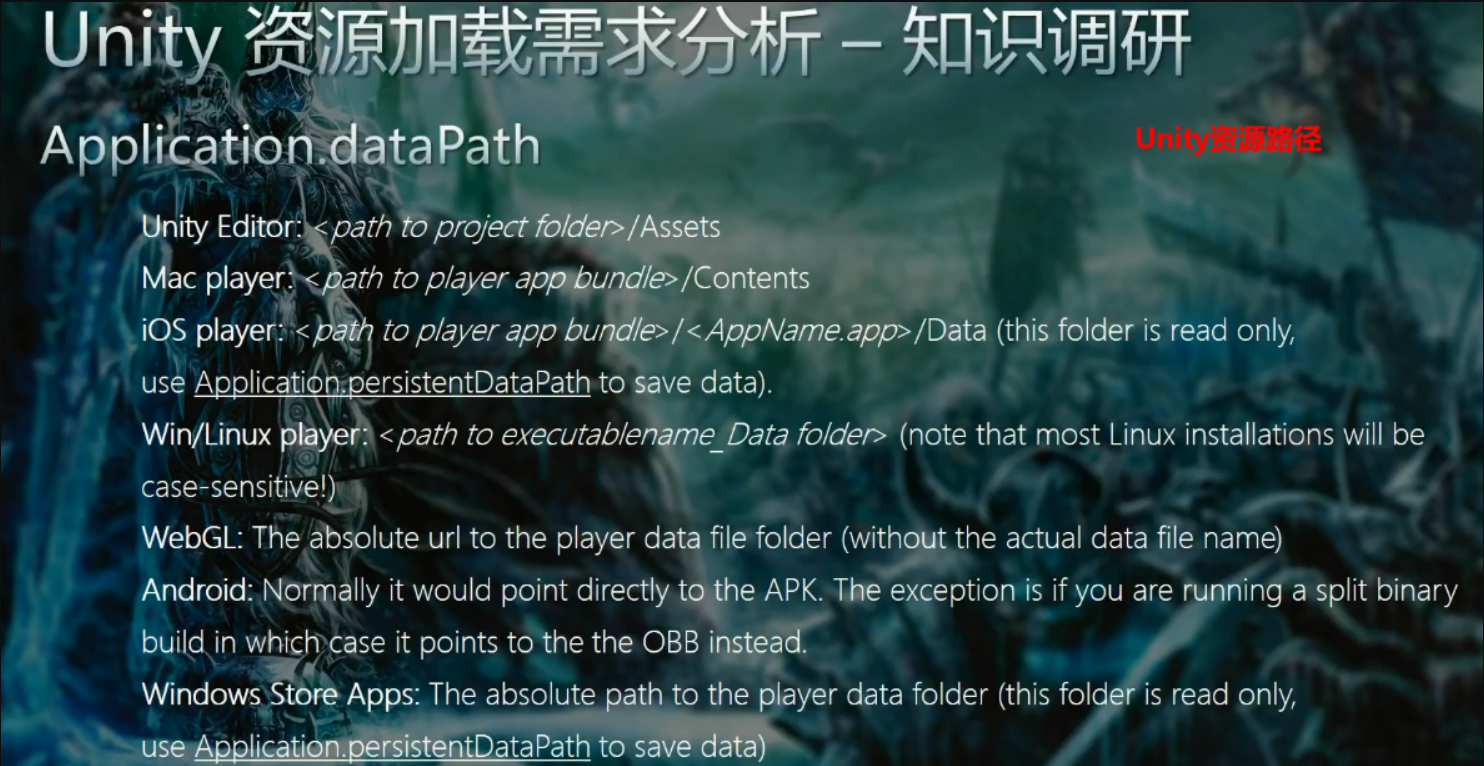 Unity 资源加载需求分析 – 知识调研
Application.dataPath
Unity资源路径
Unity Editor: <path to project folder>/Assets
Mac player: <path to player app bundle>/Contents
iOS player: <path to player app bundle>/<AppName.app>/Data (this folder is read only,
use Application.persistentDataPath to save data).
Win/Linux player: <path to executablename_Data folder> (note that most Linux installations will be
case-sensitive!)
WebGL: The absolute url to the player data file folder (without the actual data file name)
Android: Normally it would point directly to the APK. The exception is if you are running a split binary
build in which case it points to the the OBB instead.
Windows Store Apps: The absolute path to the player data folder (this folder is read only,
use Application.persistentDataPath to save data)